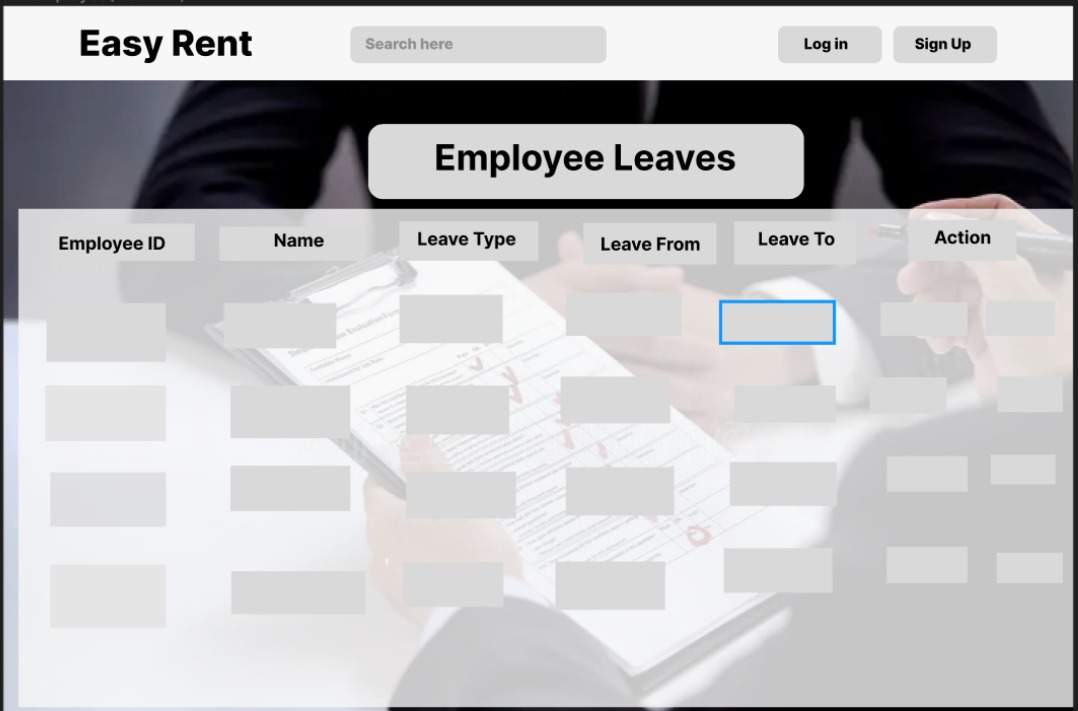 Easy Rent
Search here
Log in
Sign Up
Employee Leaves
Employee ID
Name
Leave Type
Leave From
Leave To
Action